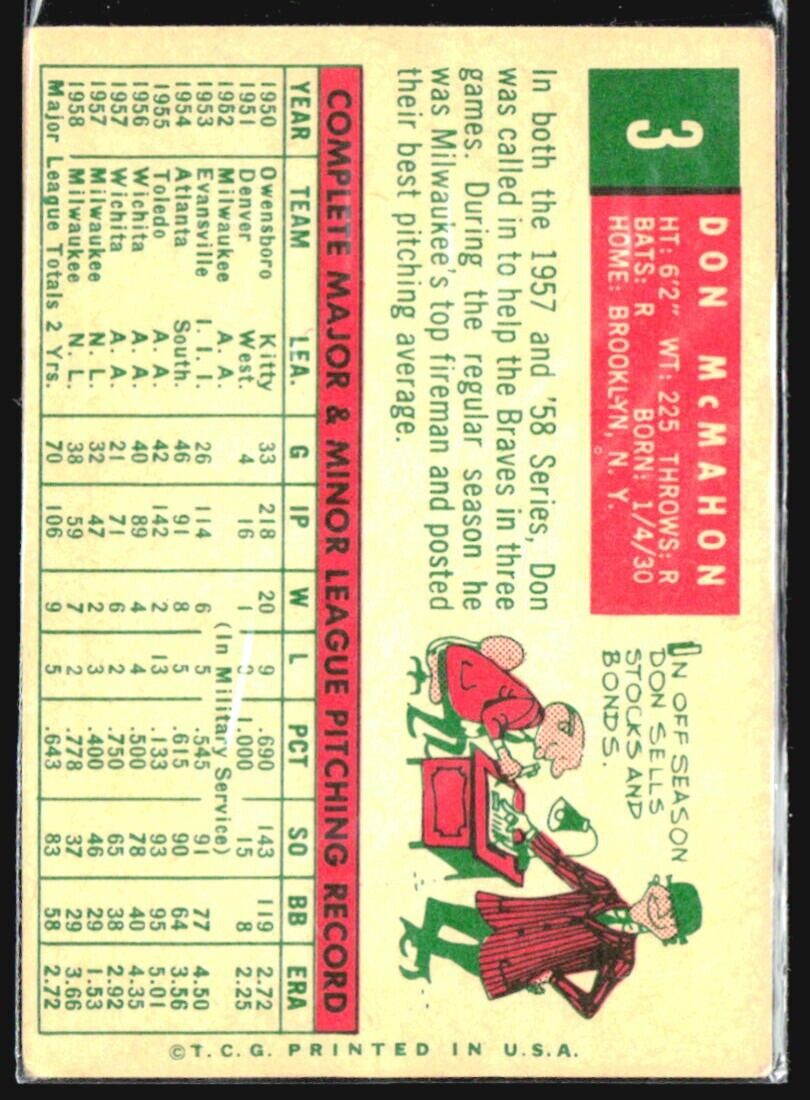 3
DON McMAHON
HT: 6'2" WT: 225 THROWS: R
BATS: R BORN: 1/4/30
HOME: BROOKLYN, N. Y.
In both the 1957 and '58 Series, Don
was called in to help the Braves in three
games. During the regular season he
was Milwaukee's top fireman and posted
their best pitching average.
IN OFF SEASON
DON SELLS
STOCKS AND
BONDS.
COMPLETE MAJOR & MINOR LEAGUE PITCHING RECORD
YEAR TEAM LEA. G IP W L PCT SO BB ERA
1950 Owensboro Kitty 33 218 20 9 .690 143 119 2.72
1951 Denver West. 4 16 1 0 1.000 15 8 2.25
1952 Milwaukee A. A. (In Military Service)
1953 Evansville I. I. I. 26 114 6 5 .545 91 77 4.50
1954 Atlanta South. 46 91 8 5 .615 90 64 3.56
1955 Toledo A. A. 42 142 2 13 .133 93 95 5.01
1956 Wichita A. A. 40 89 4 4 .500 78 40 4.35
1957 Wichita A. A. 21 71 6 2 .750 65 38 2.92
1957 Milwaukee N. L. 32 47 2 3 .400 46 29 1.53
1958 Milwaukee N. L. 38 59 7 2 .778 37 29 3.66
Major League Totals 2 Yrs. 70 106 9 5 .643 83 58 2.72
©T.C.G. PRINTED IN U.S.A.